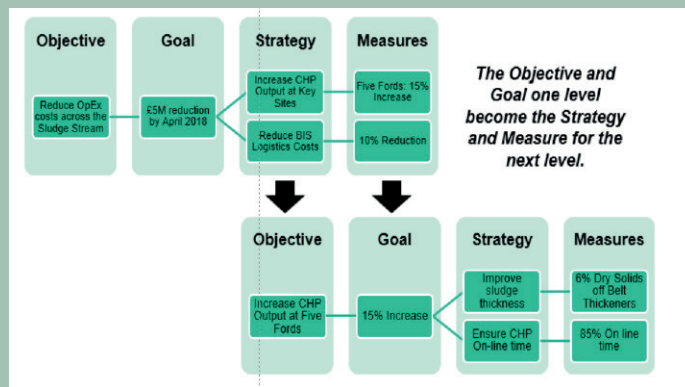 Objective
Goal
Strategy
Measures
Reduce OpEx
costs across the
Sludge Stream
£5M reduction
by April 2018
Increase CHP
Output at Key
Sites
Five Fords: 15%
Increase
Reduce BIS
Logistics Costs
10% Reduction
The Objective and
Goal one level
become the Strategy
and Measure for the
next level.
Objective
Goal
Strategy
Measures
Increase CHP
Output at Five
Fords
15% Increase
Improve
sludge
thickness
6% Dry Solids
off Belt
Thickeners
Ensure CHP
On-line time
85% On line
time